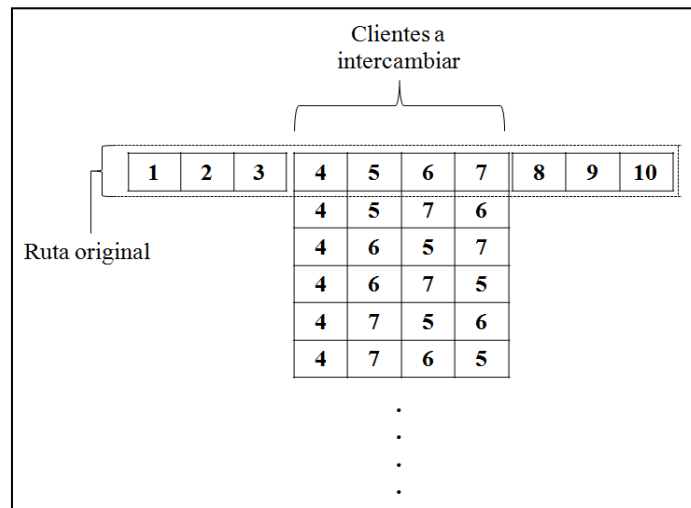 Clientes a
intercambiar
1 2 3 4 5 6 7 8 9 10
4 5 7 6
Ruta original
4 6 5 7
4 6 7 5
4 7 5 6
4 7 6 5
.
.
.
.